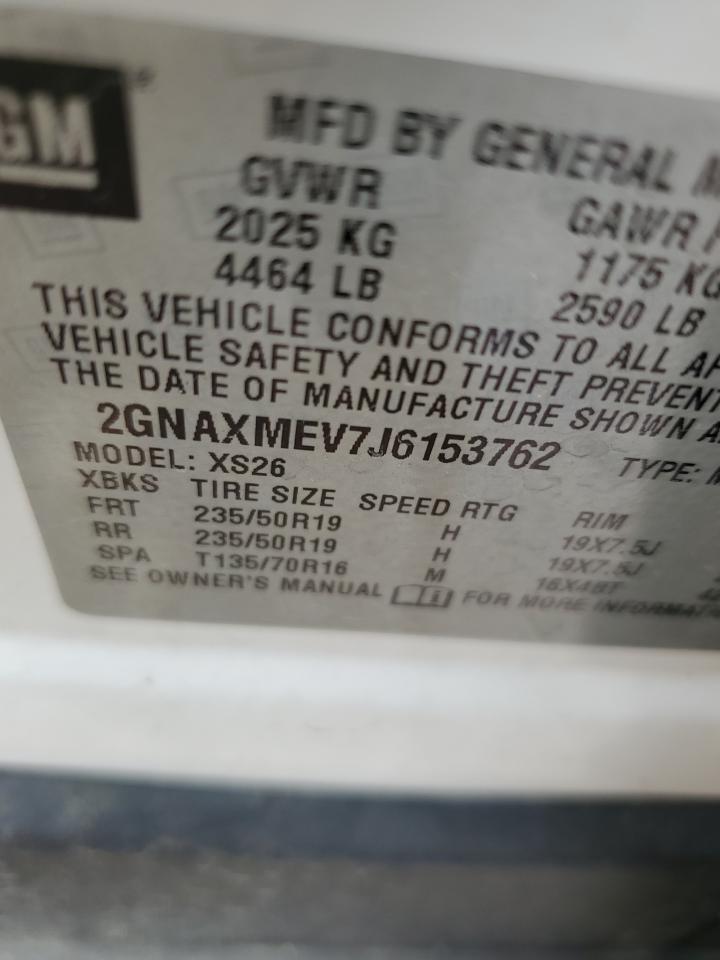 GM
MFD BY GENERAL M
GVWR GAWR
2025 KG 1175 KG
4464 LB 2590 LB
THIS VEHICLE CONFORMS TO ALL AP
VEHICLE SAFETY AND THEFT PREVENT
THE DATE OF MANUFACTURE SHOWN A
2GNAXMEV7J6153762 TYPE: M
MODEL: XS26
XBKS TIRE SIZE SPEED RTG RIM
FRT 235/50R19 H 19X7.5J
RR 235/50R19 H 19X7.5J
SPA T135/70R16 M 16X4BT
SEE OWNER'S MANUAL FOR MORE INFORMATION